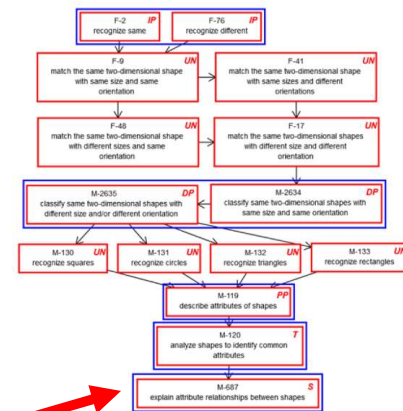 F-2 IP
recognize same
F-76 IP
recognize different
F-9 UN
match the same two-dimensional shape
with same size and same
orientation
F-41 UN
match the same two-dimensional shape
with same sizes and different
orientations
F-48 UN
match the same two-dimensional shape
with different sizes and same
orientation
F-17 UN
match the same two-dimensional shapes
with different size and different
orientation
M-2635 DP
classify same two-dimensional shapes with
different size and/or different orientation
M-2634 DP
classify same two-dimensional shapes with
same size and same orientation
M-130 UN
recognize squares
M-131 UN
recognize circles
M-132 UN
recognize triangles
M-133 UN
recognize rectangles
M-119 PP
describe attributes of shapes
M-120 T
analyze shapes to identify common
attributes
M-687 S
explain attribute relationships between shapes